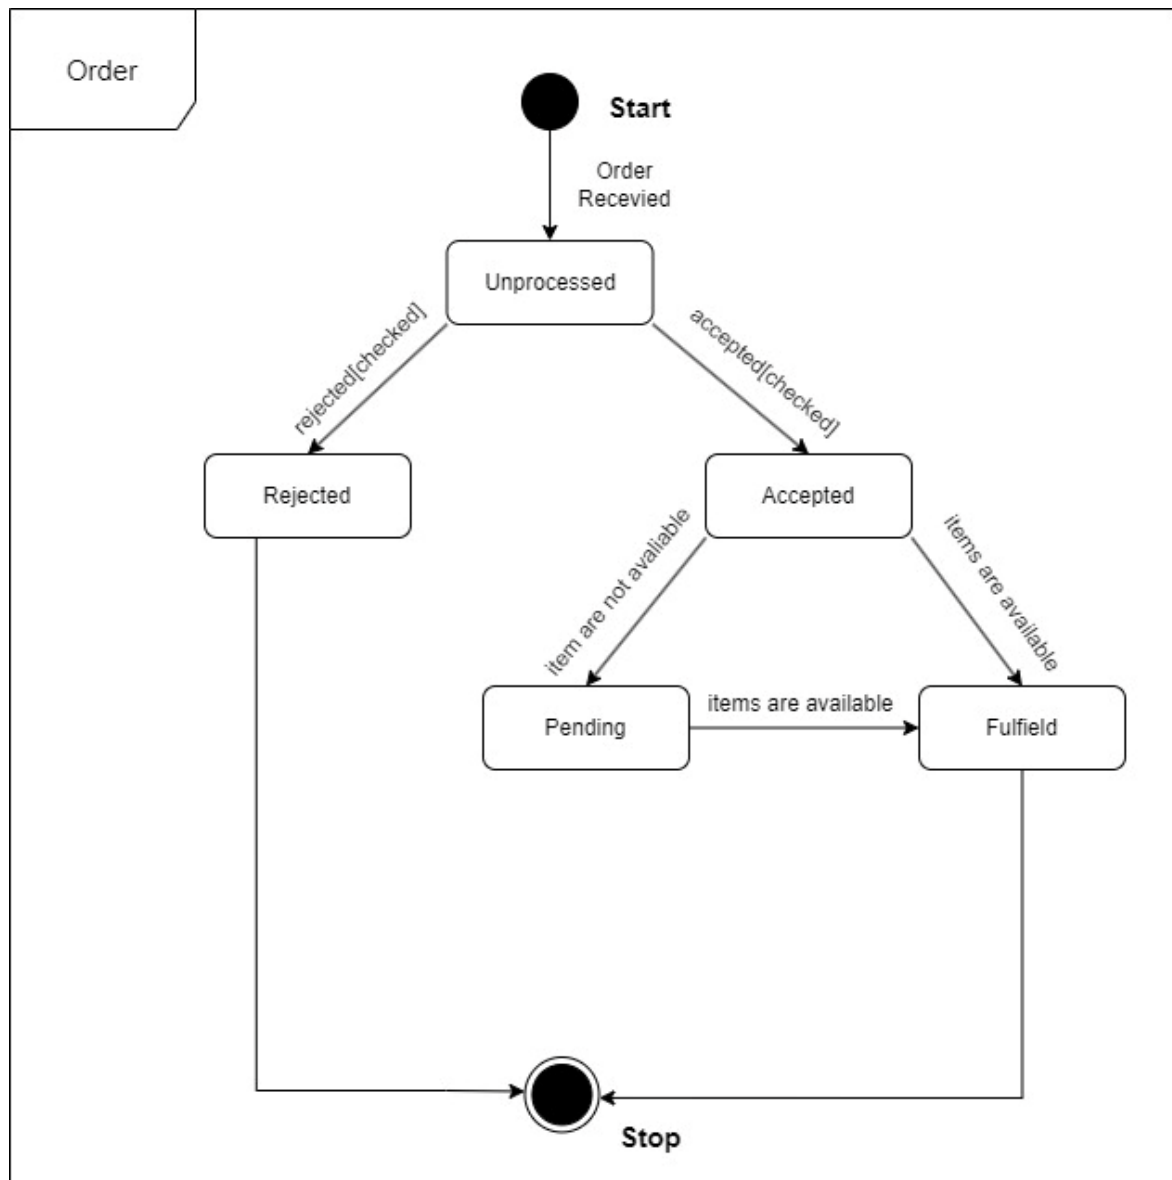 Order
Start
Order
Recevied
Unprocessed
rejected[checked]
accepted[checked]
Rejected
Accepted
item are not avaliable
items are available
Pending
items are available
Fulfield
Stop